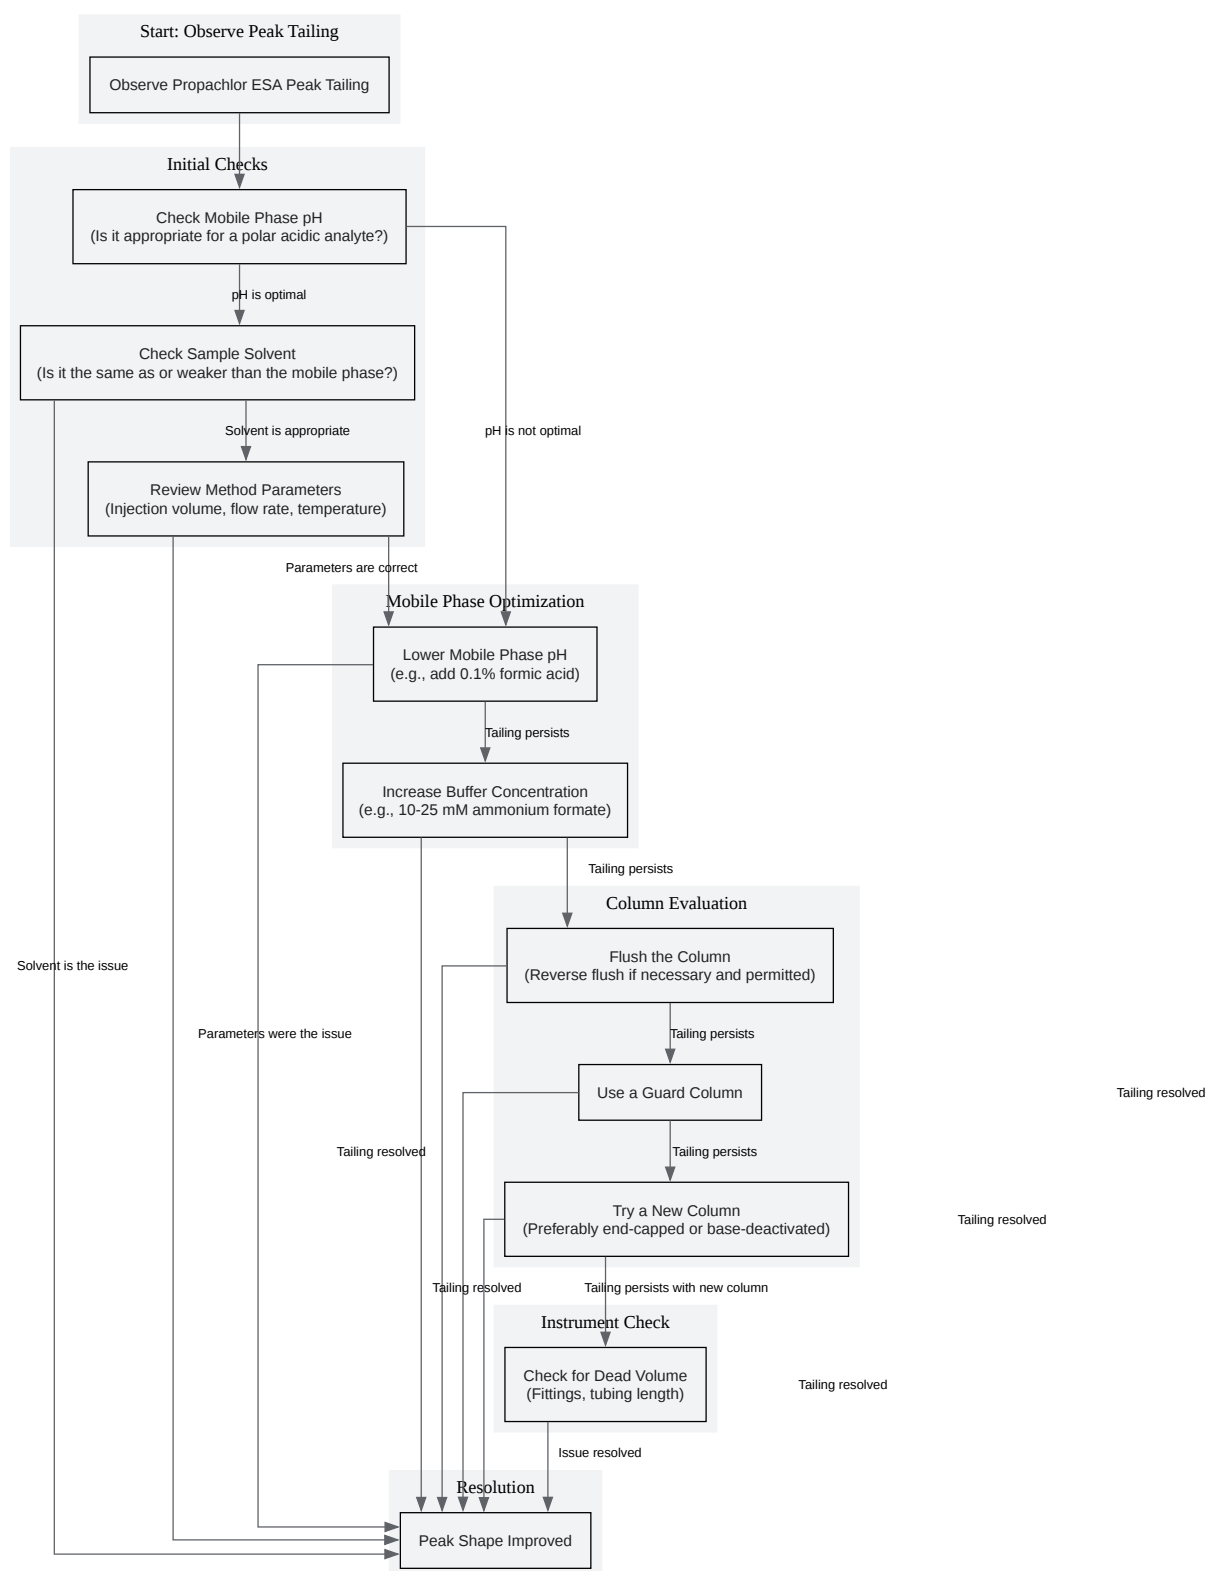 Start: Observe Peak Tailing
Observe Propachlor ESA Peak Tailing
Initial Checks
Check Mobile Phase pH
(Is it appropriate for a polar acidic analyte?)
pH is optimal
Check Sample Solvent
(Is it the same as or weaker than the mobile phase?)
Solvent is appropriate
pH is not optimal
Review Method Parameters
(Injection volume, flow rate, temperature)
Parameters are correct
Mobile Phase Optimization
Lower Mobile Phase pH
(e.g., add 0.1% formic acid)
Tailing persists
Increase Buffer Concentration
(e.g., 10-25 mM ammonium formate)
Tailing persists
Column Evaluation
Flush the Column
(Reverse flush if necessary and permitted)
Solvent is the issue
Parameters were the issue
Tailing persists
Use a Guard Column
Tailing resolved
Tailing resolved
Tailing persists
Try a New Column
(Preferably end-capped or base-deactivated)
Tailing resolved
Tailing resolved
Tailing persists with new column
Instrument Check
Check for Dead Volume
(Fittings, tubing length)
Tailing resolved
Issue resolved
Resolution
Peak Shape Improved